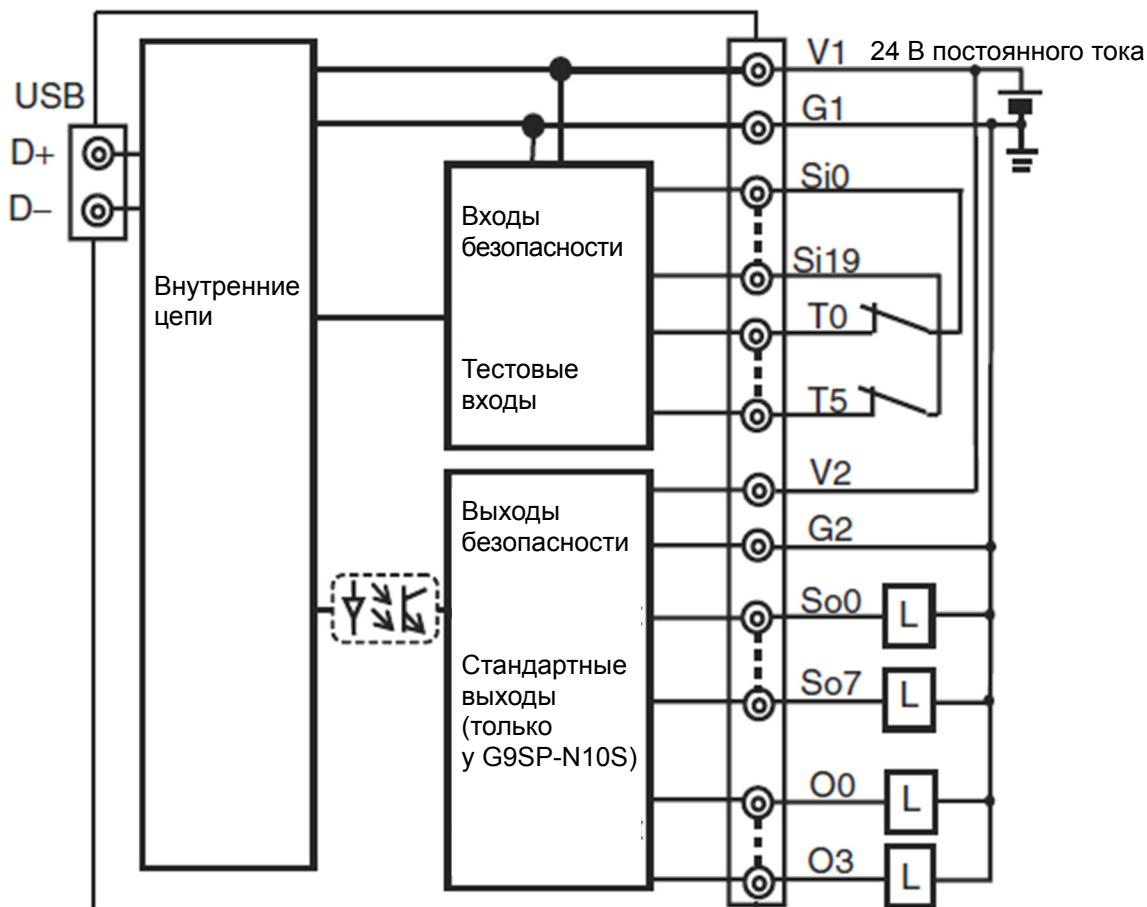 V1 24 В постоянного тока
USB
G1
D+
Si0
D–
Входы
безопасности
Si19
Внутренние
цепи
T0
Тестовые
входы
T5
V2
Выходы
безопасности
G2
So0
L
Стандартные
выходы
(только
у G9SP-N10S)
So7
L
O0
L
O3
L